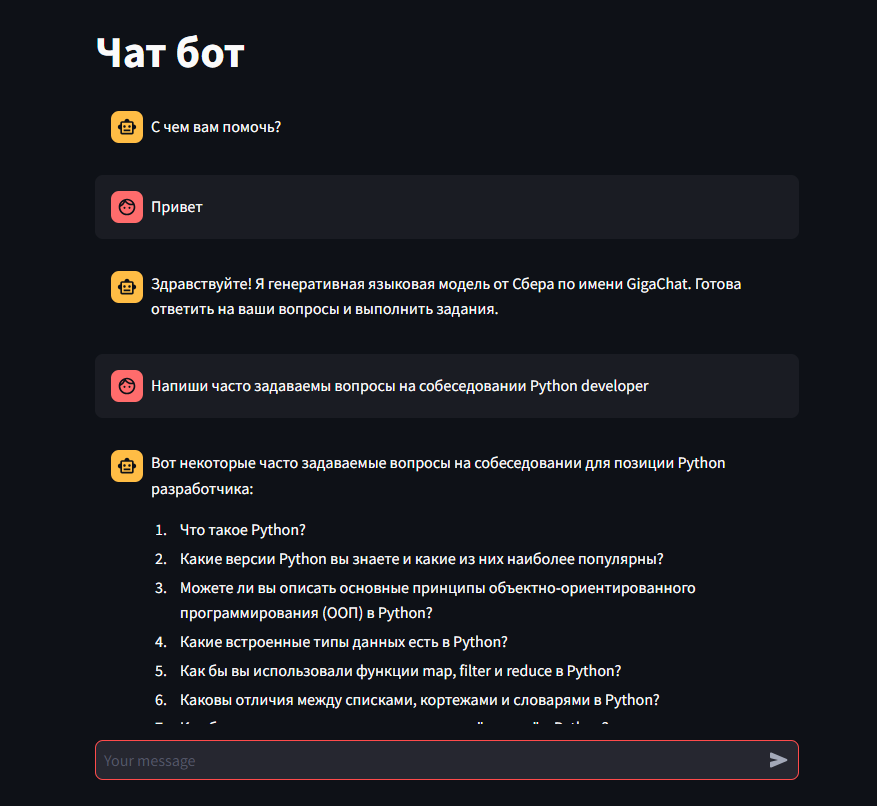 Чат бот
С чем вам помочь?
Привет
Здравствуйте! Я генеративная языковая модель от Сбера по имени GigaChat. Готова
ответить на ваши вопросы и выполнить задания.
Напиши часто задаваемы вопросы на собеседовании Python developer
Вот некоторые часто задаваемые вопросы на собеседовании для позиции Python
разработчика:
1. Что такое Python?
2. Какие версии Python вы знаете и какие из них наиболее популярны?
3. Можете ли вы описать основные принципы объектно-ориентированного
программирования (ООП) в Python?
4. Какие встроенные типы данных есть в Python?
5. Как бы вы использовали функции map, filter и reduce в Python?
6. Каковы отличия между списками, кортежами и словарями в Python?
Your message